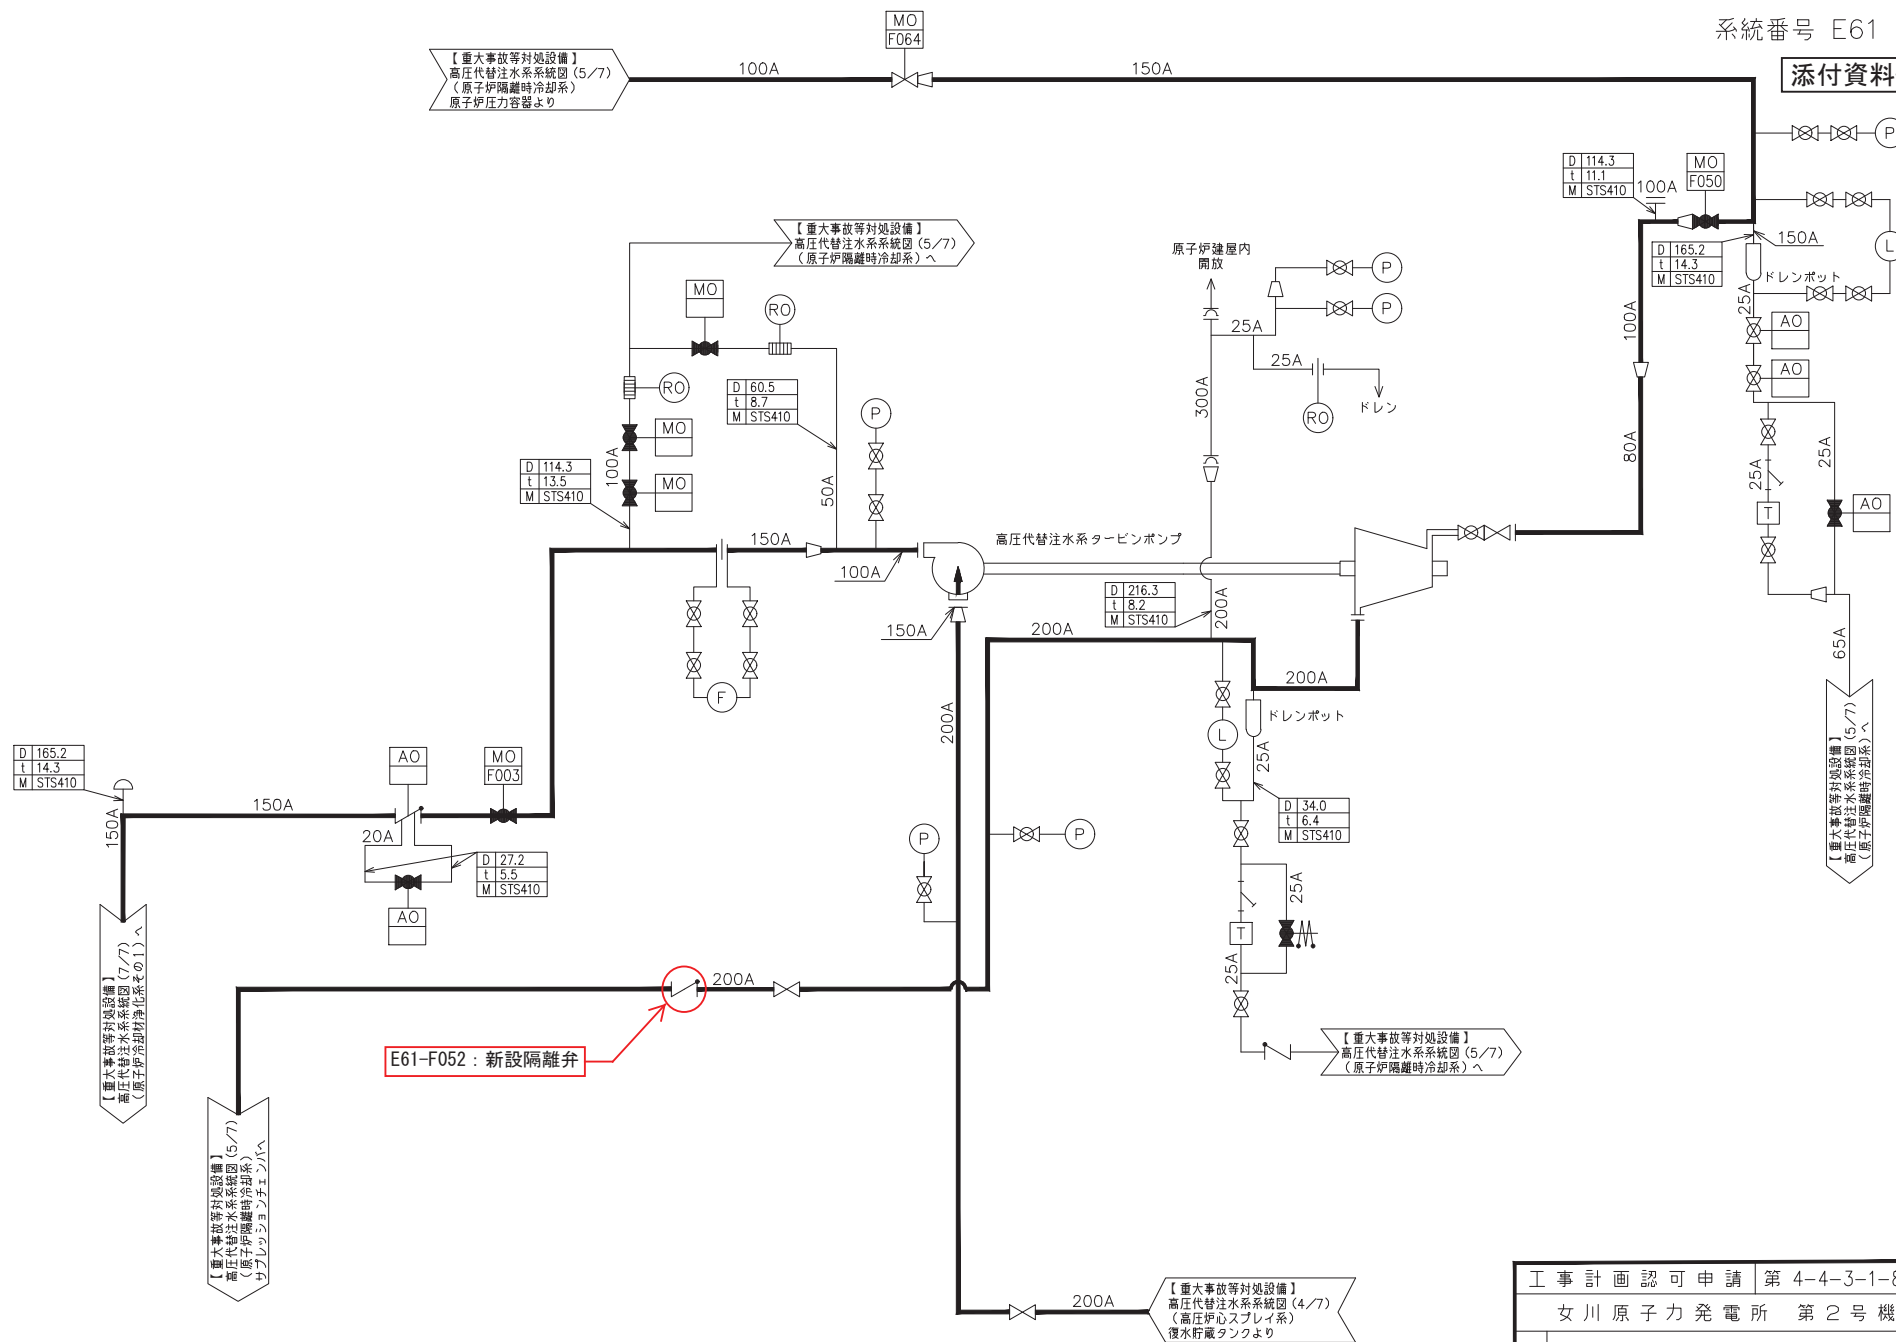 系統番号 E61
添付資料
MO
F064
【重大事故等対処設備】
高圧代替注水系系統図(5/7)
(原子炉隔離時冷却系)
原子炉圧力容器より
100A
150A
P
D 114.3
t 11.1
M STS410
100A
MO
F050
L
D 165.2
t 14.3
M STS410
150A
ドレンポット
25A
AO
AO
25A
25A
T
AO
65A
【重大事故等対処設備】
高圧代替注水系系統図(5/7)
(原子炉隔離時冷却系)へ
【重大事故等対処設備】
高圧代替注水系系統図(5/7)
(原子炉隔離時冷却系)へ
MO
RO
RO
MO
MO
100A
D 60.5
t 8.7
M STS410
50A
P
D 114.3
t 13.5
M STS410
原子炉建屋内
開放
P
P
25A
25A
RO
ドレン
300A
100A
80A
150A
100A
高圧代替注水系タービンポンプ
150A
D 216.3
t 8.2
M STS410
200A
200A
200A
F
200A
L
ドレンポット
25A
D 34.0
t 6.4
M STS410
D 165.2
t 14.3
M STS410
150A
150A
AO
MO
F003
20A
D 27.2
t 5.5
M STS410
AO
P
P
25A
T
25A
200A
E61-F052：新設隔離弁
【重大事故等対処設備】
高圧代替注水系系統図(5/7)
(原子炉隔離時冷却系)へ
【重大事故等対処設備】
高圧代替注水系系統図(7/7)
(原子炉冷却材浄化系その1)へ
【重大事故等対処設備】
高圧代替注水系系統図(5/7)
(原子炉隔離時冷却系)
サプレッションチェンバへ
200A
【重大事故等対処設備】
高圧代替注水系系統図(4/7)
(高圧炉心スプレイ系)
復水貯蔵タンクより
工事計画認可申請 第 4-4-3-1-8
女川原子力発電所 第2号機